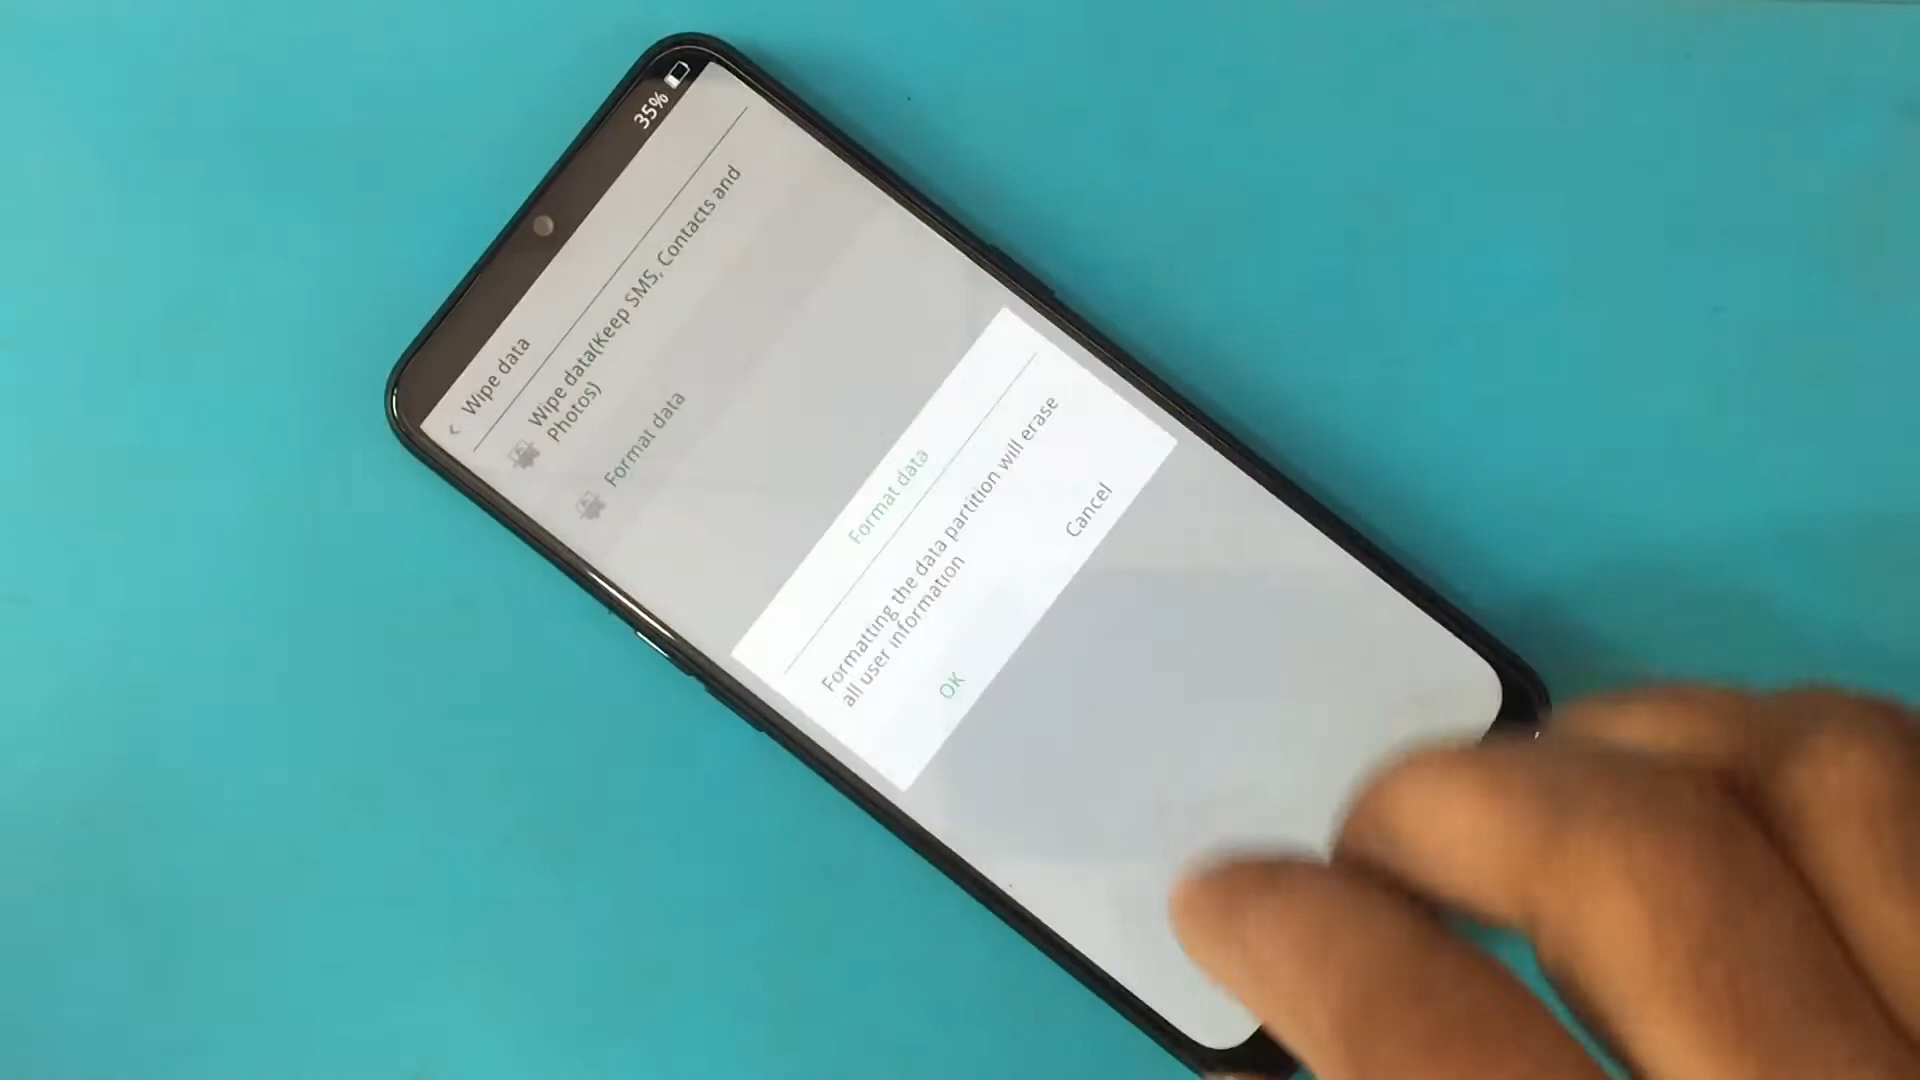 35%
Wipe data
Wipe data(Keep SMS, Contacts and
Photos)
Format data
Format data
Formatting the data partition will erase
all user information
OK
Cancel